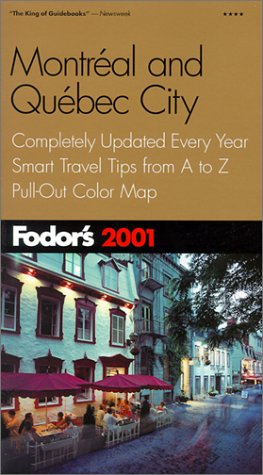 "The King of Guidebooks" — Newsweek
★★★★
Montréal and
Québec City
Completely Updated Every Year
Smart Travel Tips from A to Z
Pull-Out Color Map
Fodor's 2001